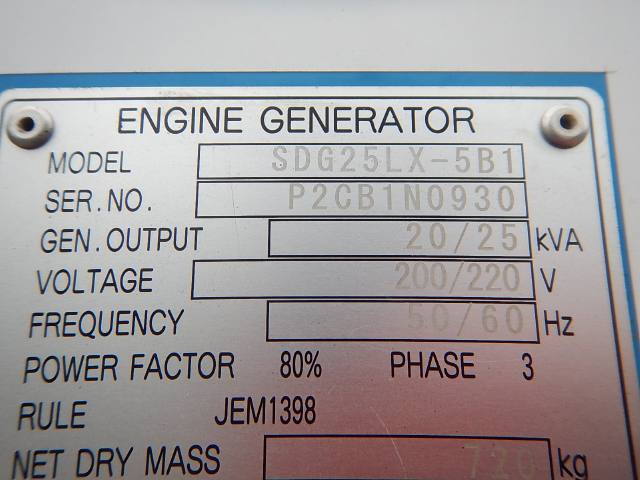 ENGINE GENERATOR
MODEL SDG25LX-5B1
SER.NO. P2CB1N0930
GEN.OUTPUT 20/25 kVA
VOLTAGE 200/220 V
FREQUENCY 50/60 Hz
POWER FACTOR 80% PHASE 3
RULE JEM1398
NET DRY MASS 720 kg